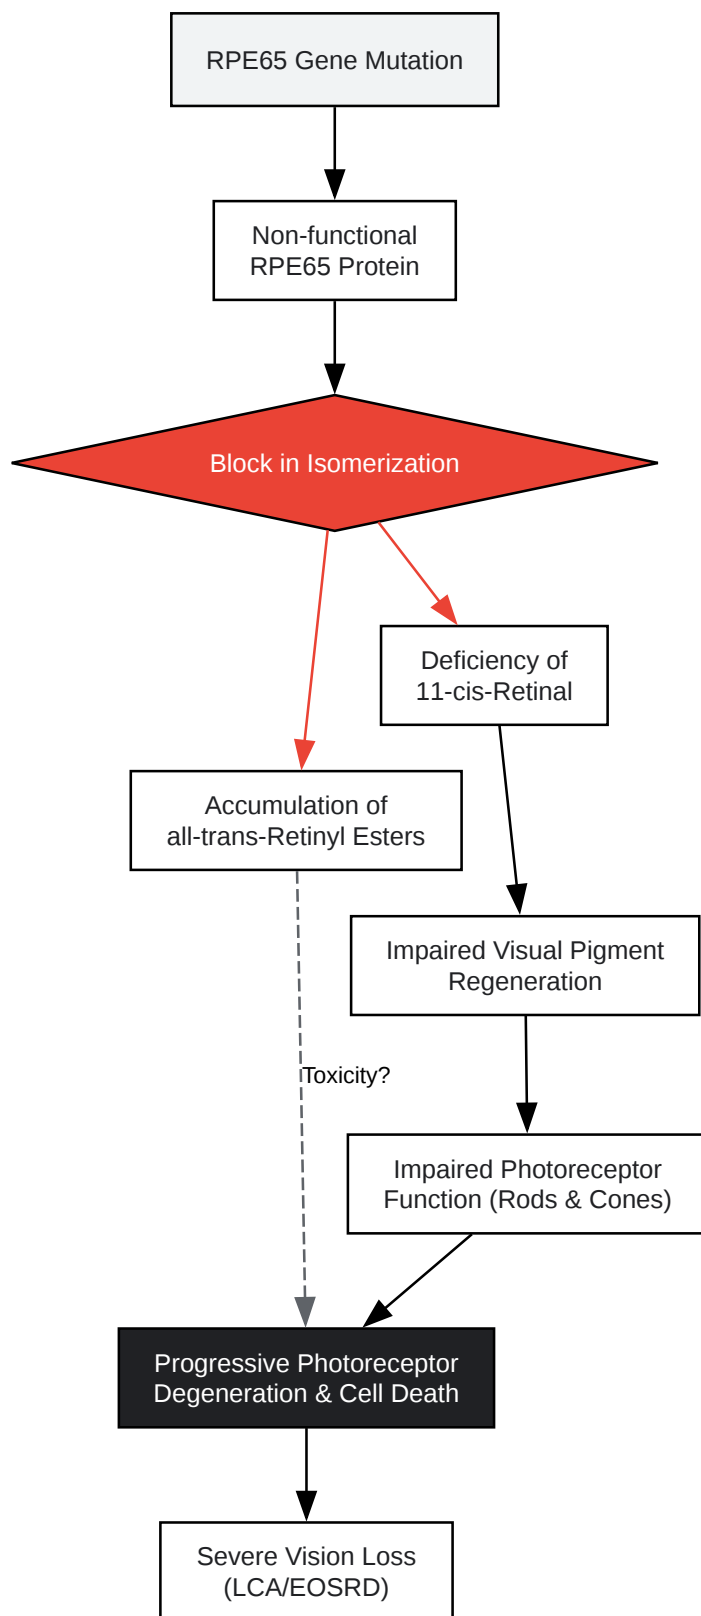 RPE65 Gene Mutation
Non-functional
RPE65 Protein
Block in Isomerization
Deficiency of
11-cis-Retinal
Accumulation of
all-trans-Retinyl Esters
Impaired Visual Pigment
Regeneration
Toxicity?
Impaired Photoreceptor
Function (Rods & Cones)
Progressive Photoreceptor
Degeneration & Cell Death
Severe Vision Loss
(LCA/EOSRD)